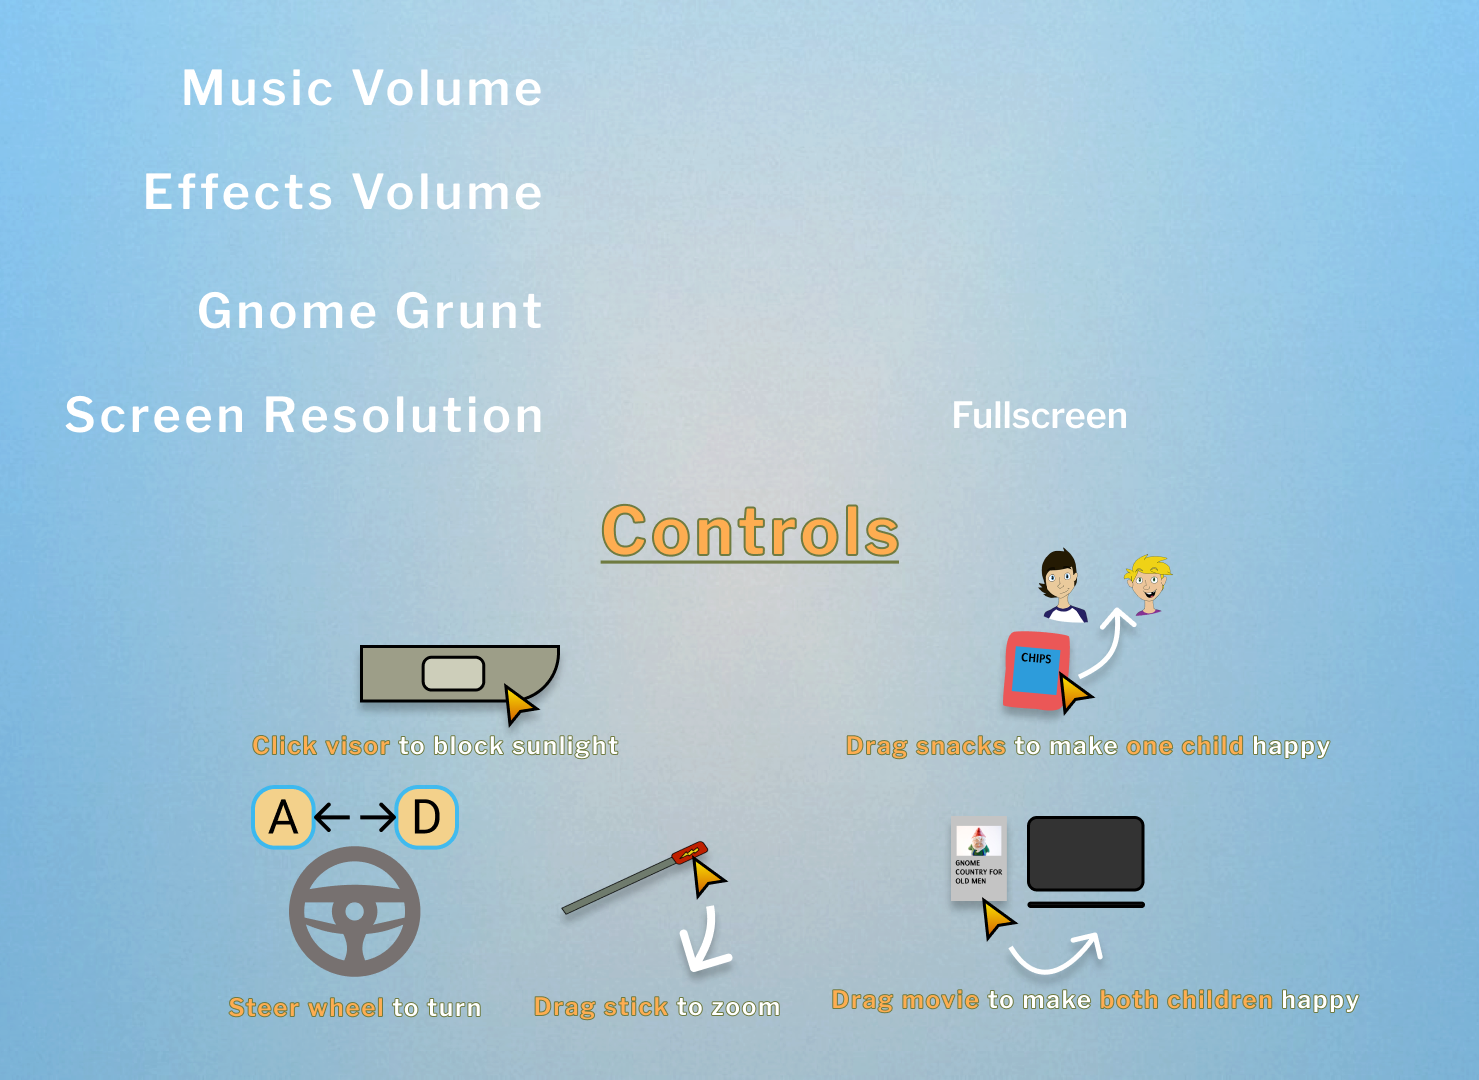 Music Volume
Effects Volume
Gnome Grunt
Screen Resolution
Fullscreen
Controls
CHIPS
Click visor to block sunlight
Drag snacks to make one child happy
A
D
GNOME
COUNTRY FOR
OLD MEN
Steer wheel to turn
Drag stick to zoom
Drag movie to make both children happy